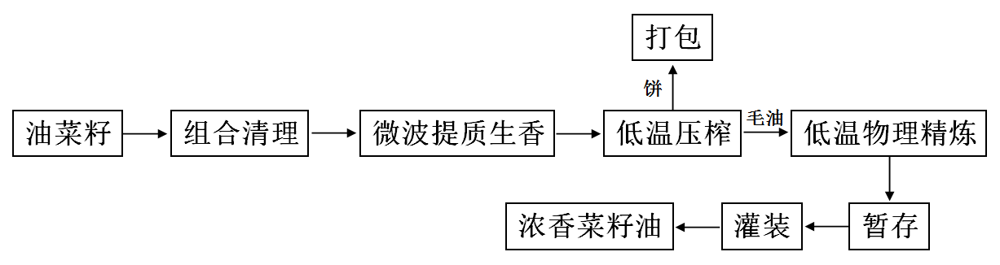 打包
饼
油菜籽
组合清理
微波提质生香
低温压榨
毛油
低温物理精炼
浓香菜籽油
灌装
暂存